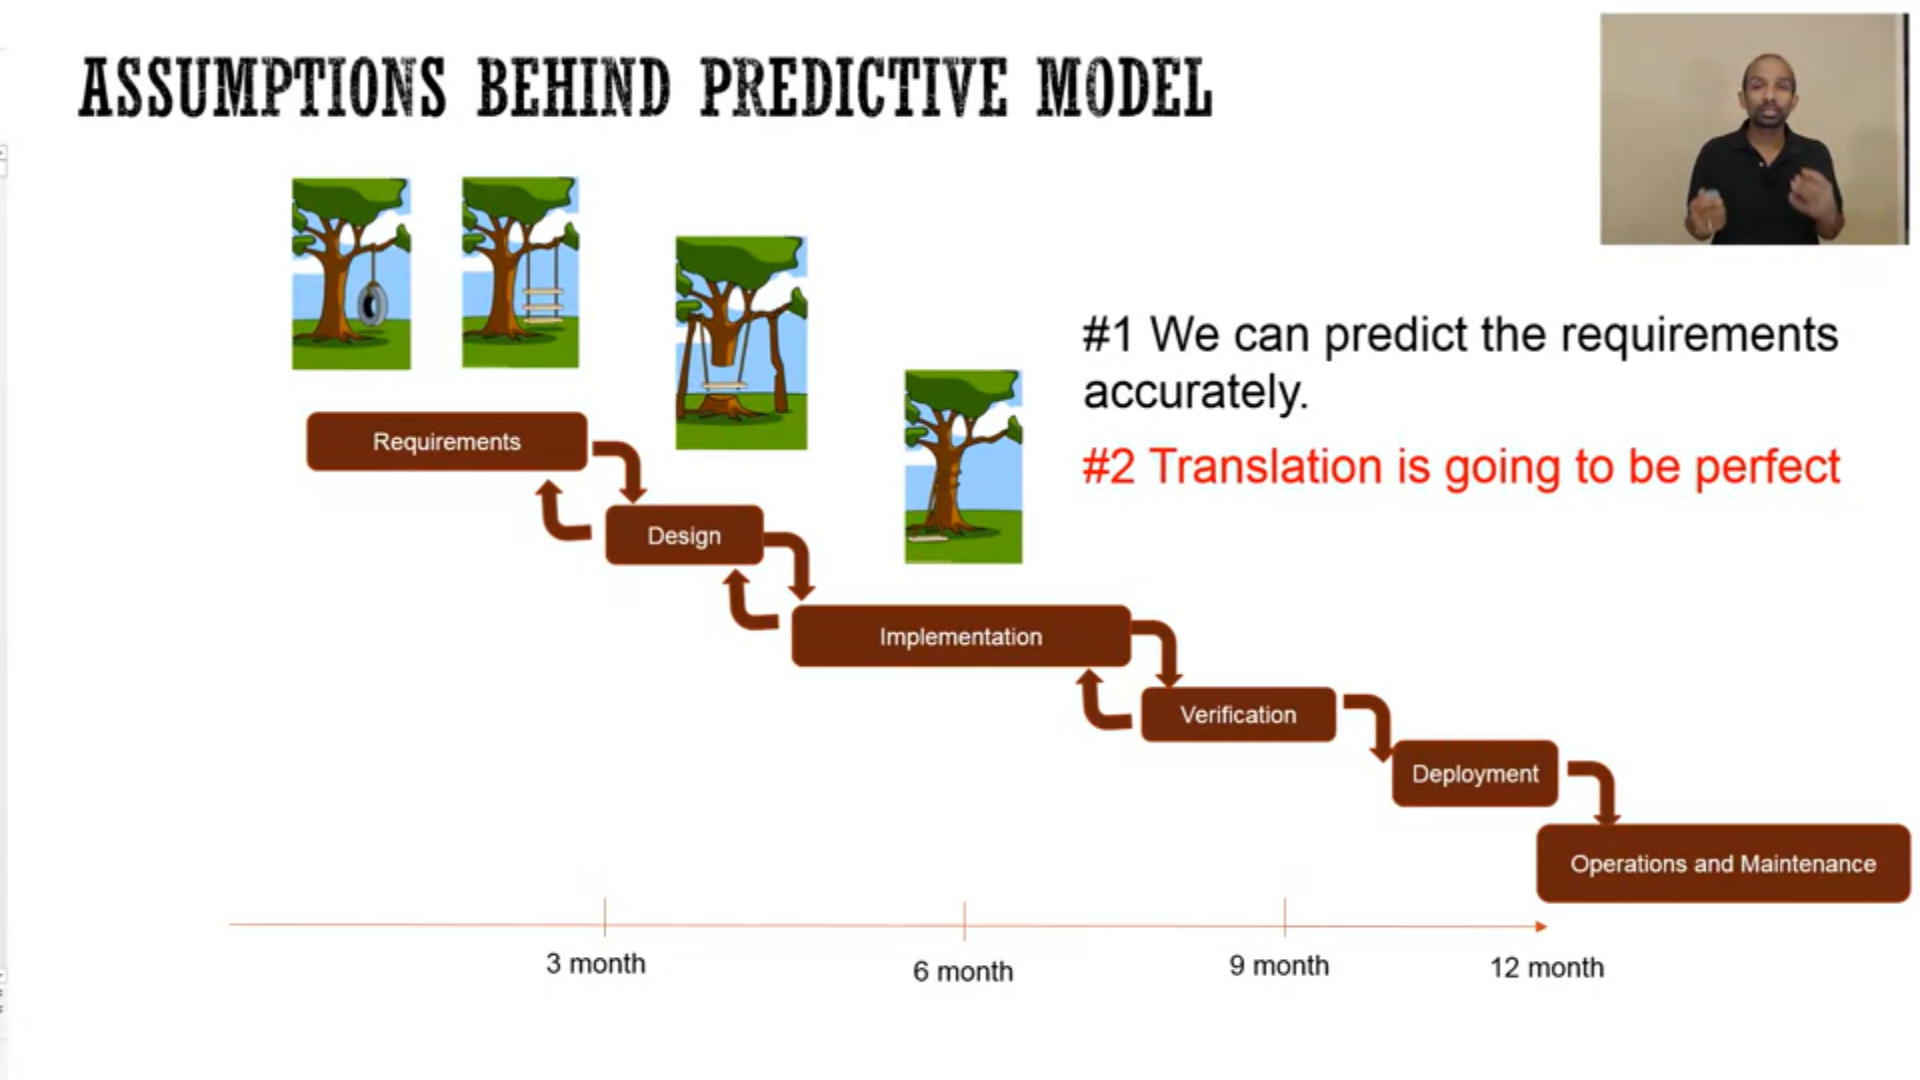 ASSUMPTIONS BEHIND PREDICTIVE MODEL
#1 We can predict the requirements
accurately.
#2 Translation is going to be perfect
Requirements
Design
Implementation
Verification
Deployment
Operations and Maintenance
3 month
6 month
9 month
12 month